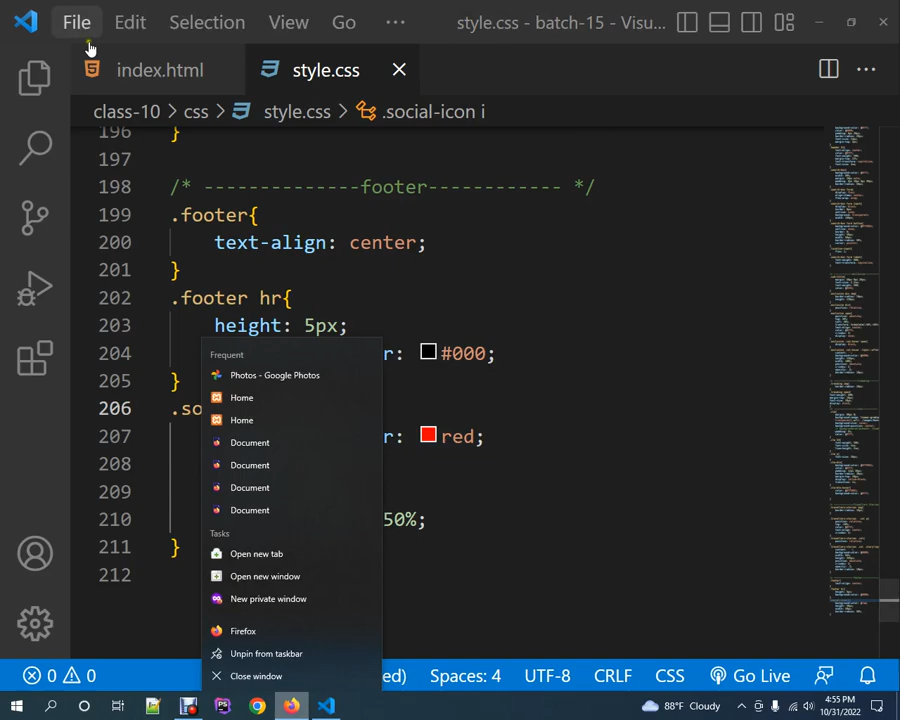 File Edit Selection View Go ··· style.css - batch-15 - Visu...
index.html style.css
class-10 > css > style.css > .social-icon i
196 }
197
198 /* --------------footer------------ */
199 .footer{
200 text-align: center;
201 }
202 .footer hr{
203 height: 5px;
204 r: #000;
205 }
206 .so
207 r: red;
208
209
210 50%;
211 }
212
Frequent
Photos - Google Photos
Home
Home
Document
Document
Document
Document
Tasks
Open new tab
Open new window
New private window
Firefox
Unpin from taskbar
Close window
0 0 ed) Spaces: 4 UTF-8 CRLF CSS Go Live
88°F Cloudy 4:55 PM
10/31/2022